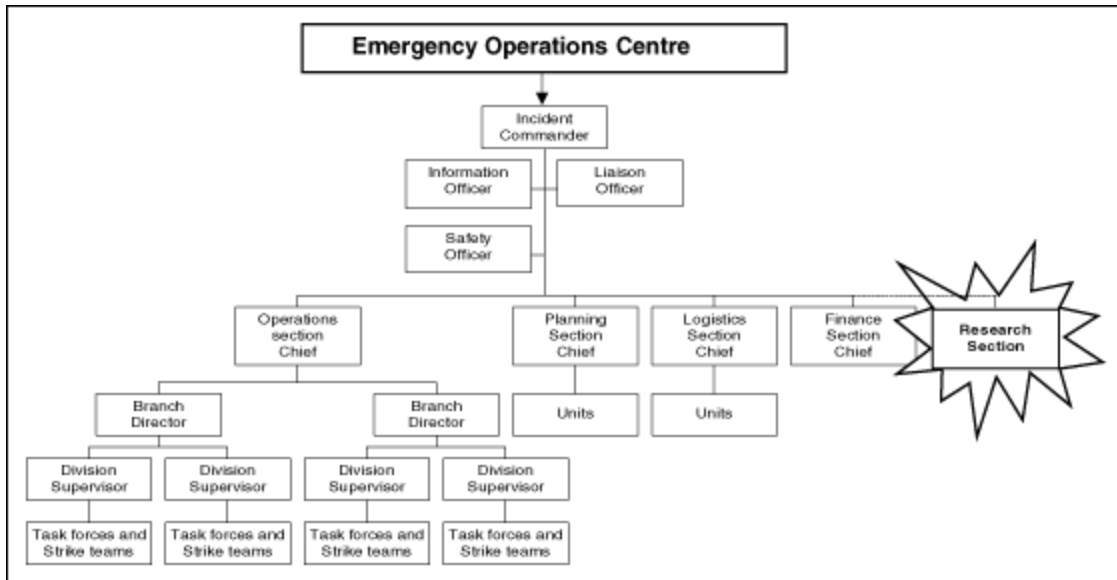 Emergency Operations Centre
Incident
Commander
Information
Officer
Liaison
Officer
Safety
Officer
Operations
section
Chief
Planning
Section
Chief
Logistics
Section
Chief
Finance
Section
Chief
Research
Section
Branch
Director
Branch
Director
Units
Units
Division
Supervisor
Division
Supervisor
Division
Supervisor
Division
Supervisor
Task forces and
Strike teams
Task forces and
Strike teams
Task forces and
Strike teams
Task forces and
Strike teams